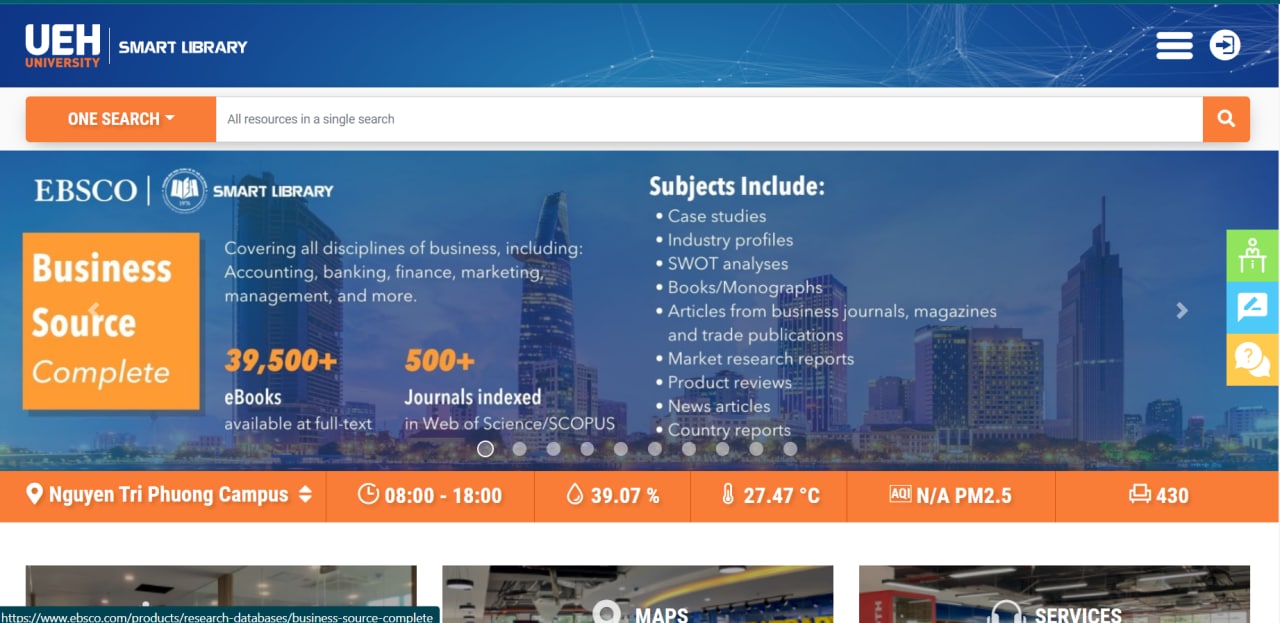 UEH
UNIVERSITY
SMART LIBRARY
ONE SEARCH
All resources in a single search
EBSCO
1976
SMART LIBRARY
Business
Source
Complete
Covering all disciplines of business, including:
Accounting, banking, finance, marketing,
management, and more.
39,500+
eBooks
available at full-text
500+
Journals indexed
in Web of Science/SCOPUS
Subjects Include:
• Case studies
• Industry profiles
• SWOT analyses
• Books/Monographs
• Articles from business journals, magazines
and trade publications
• Market research reports
• Product reviews
• News articles
• Country reports
Nguyen Tri Phuong Campus
08:00 - 18:00
39.07 %
27.47 °C
AQI N/A PM2.5
430
MAPS
SERVICES
https://www.ebsco.com/products/research-databases/business-source-complete